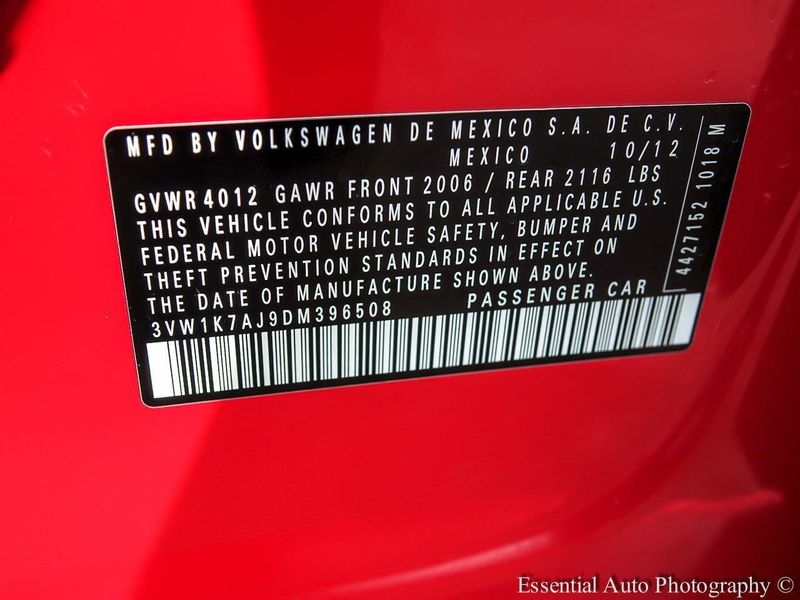 MFD BY VOLKSWAGEN DE MEXICO S.A. DE C.V.
MEXICO 10/12
GVWR 4012 GAWR FRONT 2006 / REAR 2116 LBS
THIS VEHICLE CONFORMS TO ALL APPLICABLE U.S.
FEDERAL MOTOR VEHICLE SAFETY, BUMPER AND
THEFT PREVENTION STANDARDS IN EFFECT ON
THE DATE OF MANUFACTURE SHOWN ABOVE.
3VW1K7AJ9DM396508 PASSENGER CAR
4427152 1018 M
Essential Auto Photography ©